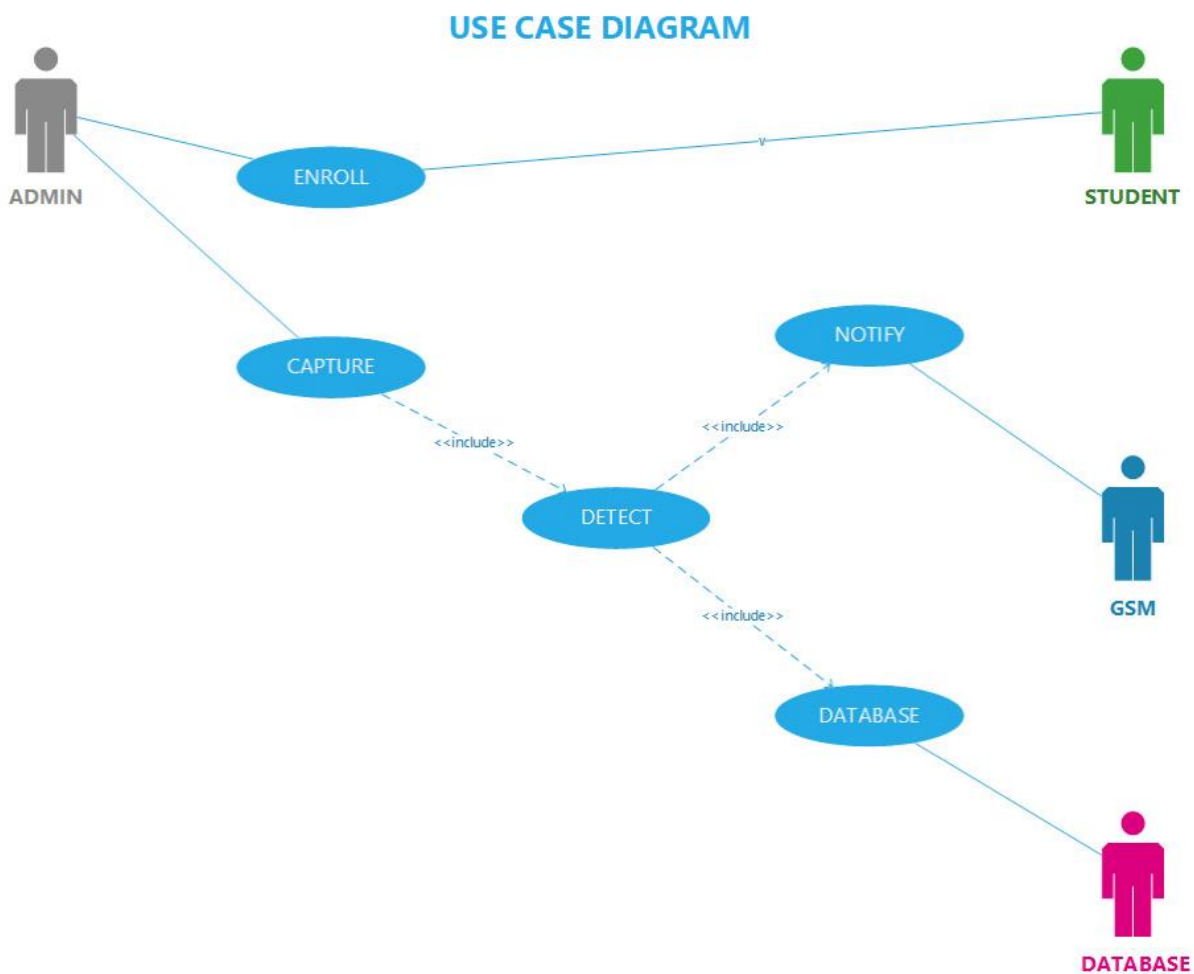 USE CASE DIAGRAM
ADMIN
ENROLL
v
STUDENT
NOTIFY
CAPTURE
<<include>>
<<include>>
DETECT
GSM
<<include>>
DATABASE
DATABASE